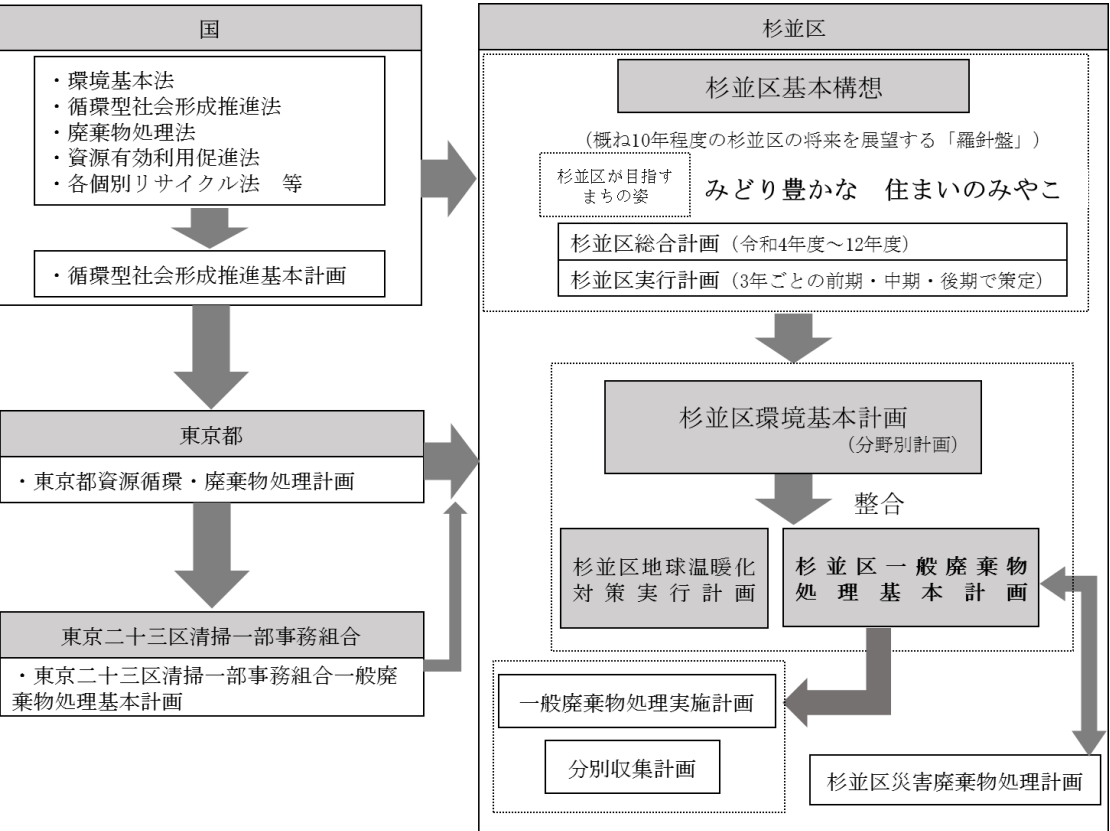 国
・環境基本法
・循環型社会形成推進法
・廃棄物処理法
・資源有効利用促進法
・各個別リサイクル法　等
・循環型社会形成推進基本計画
東京都
・東京都資源循環・廃棄物処理計画
東京二十三区清掃一部事務組合
・東京二十三区清掃一部事務組合一般廃
棄物処理基本計画
杉並区
杉並区基本構想
（概ね10年程度の杉並区の将来を展望する「羅針盤」）
杉並区が目指す
まちの姿
みどり豊かな　住まいのみやこ
杉並区総合計画（令和4年度～12年度）
杉並区実行計画（3年ごとの前期・中期・後期で策定）
杉並区環境基本計画
（分野別計画）
整合
杉並区地球温暖化
対策実行計画
杉並区一般廃棄物
処理基本計画
一般廃棄物処理実施計画
分別収集計画
杉並区災害廃棄物処理計画